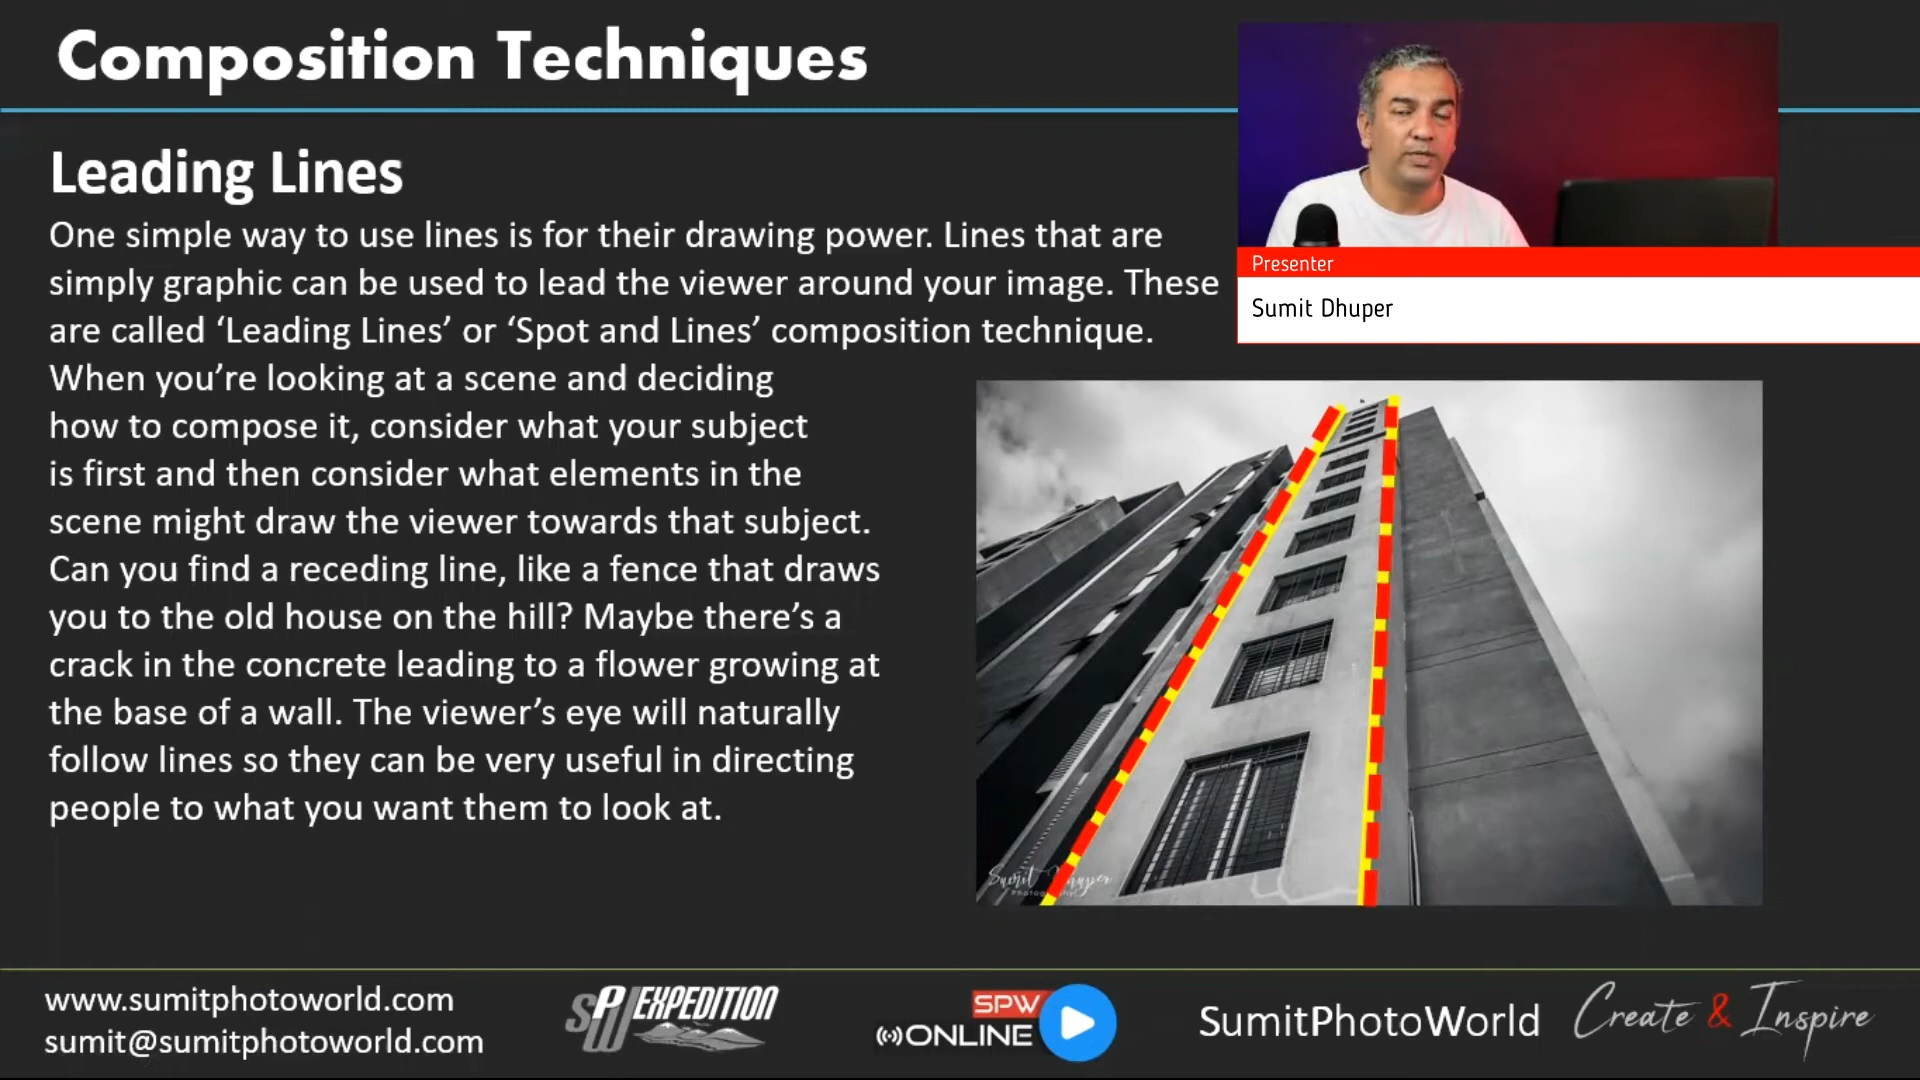 Composition Techniques
Leading Lines
One simple way to use lines is for their drawing power. Lines that are
simply graphic can be used to lead the viewer around your image. These
are called ‘Leading Lines’ or ‘Spot and Lines’ composition technique.
When you’re looking at a scene and deciding
how to compose it, consider what your subject
is first and then consider what elements in the
scene might draw the viewer towards that subject.
Can you find a receding line, like a fence that draws
you to the old house on the hill? Maybe there’s a
crack in the concrete leading to a flower growing at
the base of a wall. The viewer’s eye will naturally
follow lines so they can be very useful in directing
people to what you want them to look at.
Presenter
Sumit Dhuper
Sumit Dhuper
www.sumitphotoworld.com
sumit@sumitphotoworld.com
SPW EXPEDITION
SPW
ONLINE
SumitPhotoWorld
Create & Inspire